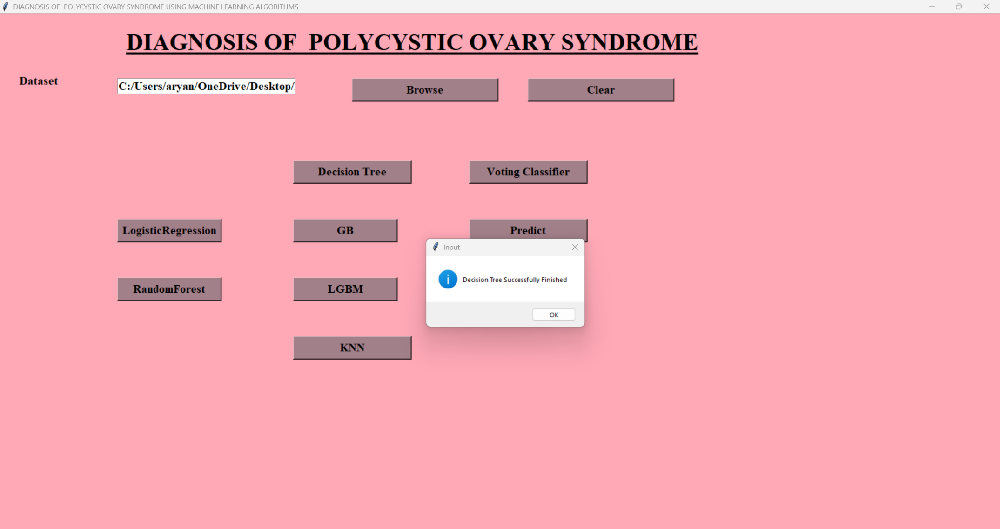 DIAGNOSIS OF  POLYCYSTIC OVARY SYNDROME USING MACHINE LEARNING ALGORITHMS
DIAGNOSIS OF  POLYCYSTIC OVARY SYNDROME
Dataset
C:/Users/aryan/OneDrive/Desktop/
Browse
Clear
Decision Tree
Voting Classifier
LogisticRegression
GB
Predict
Input
Decision Tree Successfully Finished
OK
RandomForest
LGBM
KNN